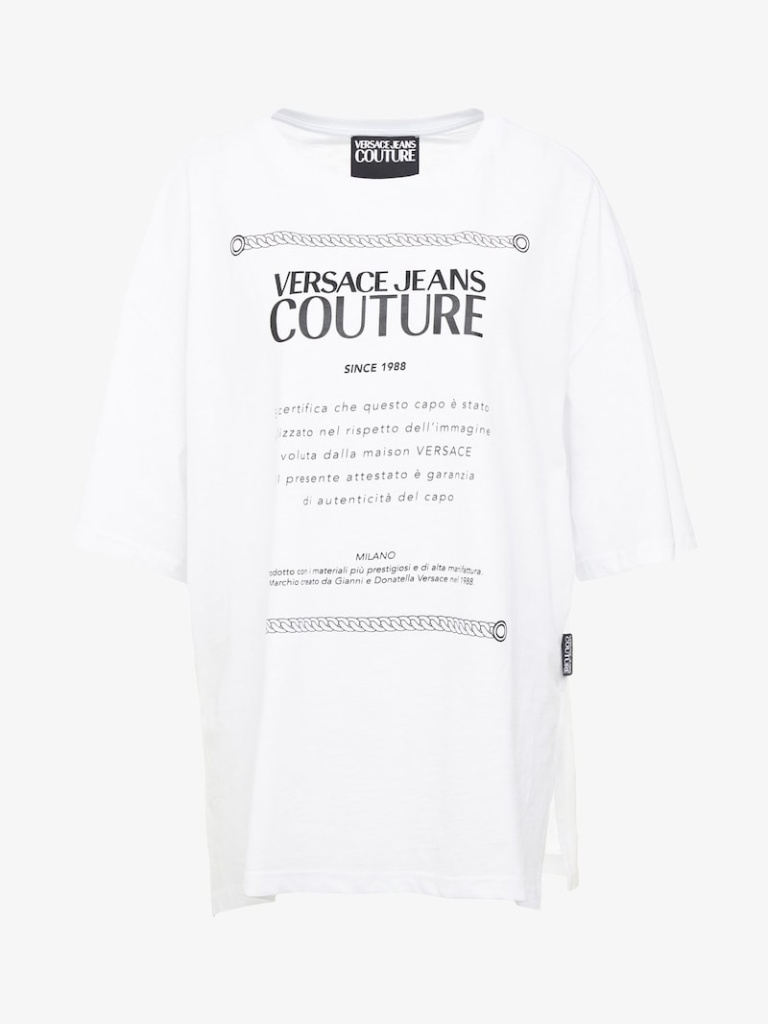 VERSACE JEANS
COUTURE
VERSACE JEANS
COUTURE
SINCE 1988
certifica che questo capo è stato
nel rispetto dell'immagine
voluta dalla maison VERSACE
presente attestato è garanzia
di autenticità del capo
MILANO
con i materiali più prestigiosi e di alta manifattura.
Marchio creato da Gianni e Donatella Versace nel 1988.
COUTURE